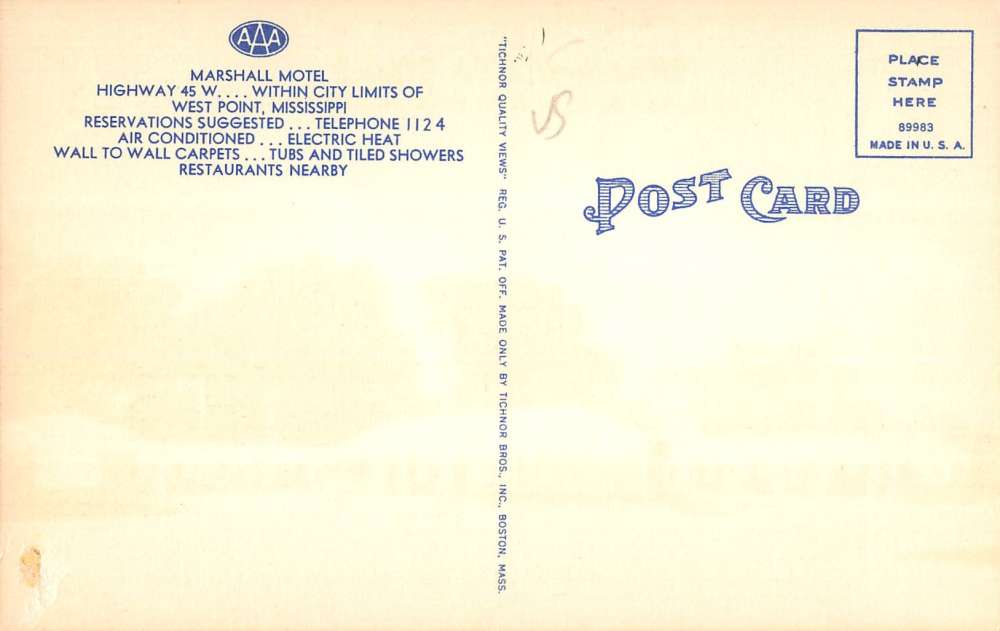 AAA
MARSHALL MOTEL
HIGHWAY 45 W.... WITHIN CITY LIMITS OF
WEST POINT, MISSISSIPPI
RESERVATIONS SUGGESTED ... TELEPHONE 1124
AIR CONDITIONED ... ELECTRIC HEAT
WALL TO WALL CARPETS ... TUBS AND TILED SHOWERS
RESTAURANTS NEARBY
"TICHNOR QUALITY VIEWS" REG. U. S. PAT. OFF. MADE ONLY BY TICHNOR BROS., INC., BOSTON, MASS.
POST CARD
PLACE
STAMP
HERE
89983
MADE IN U. S. A.